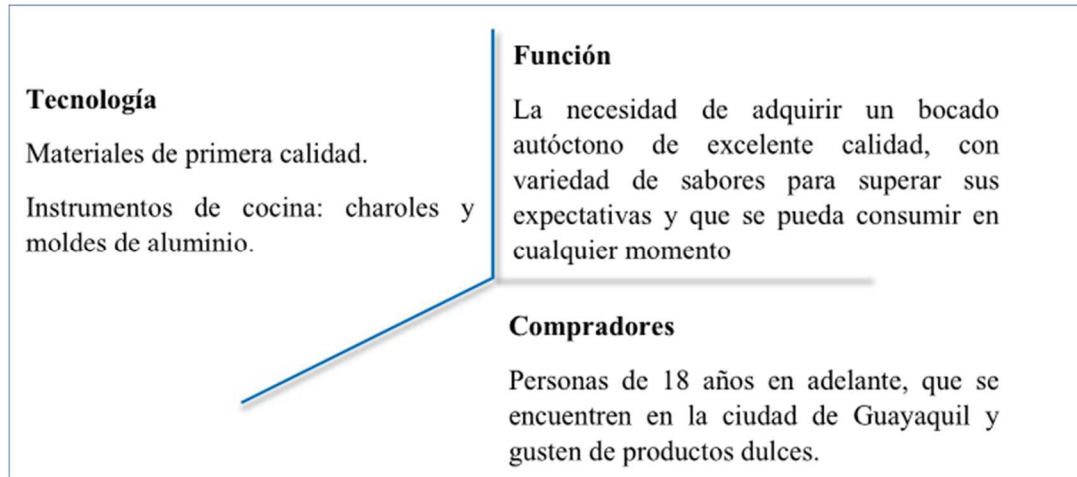 Tecnología
Materiales de primera calidad.
Instrumentos de cocina: charoles y
moldes de aluminio.
Función
La necesidad de adquirir un bocado
autóctono de excelente calidad, con
variedad de sabores para superar sus
expectativas y que se pueda consumir en
cualquier momento
Compradores
Personas de 18 años en adelante, que se
encuentren en la ciudad de Guayaquil y
gusten de productos dulces.